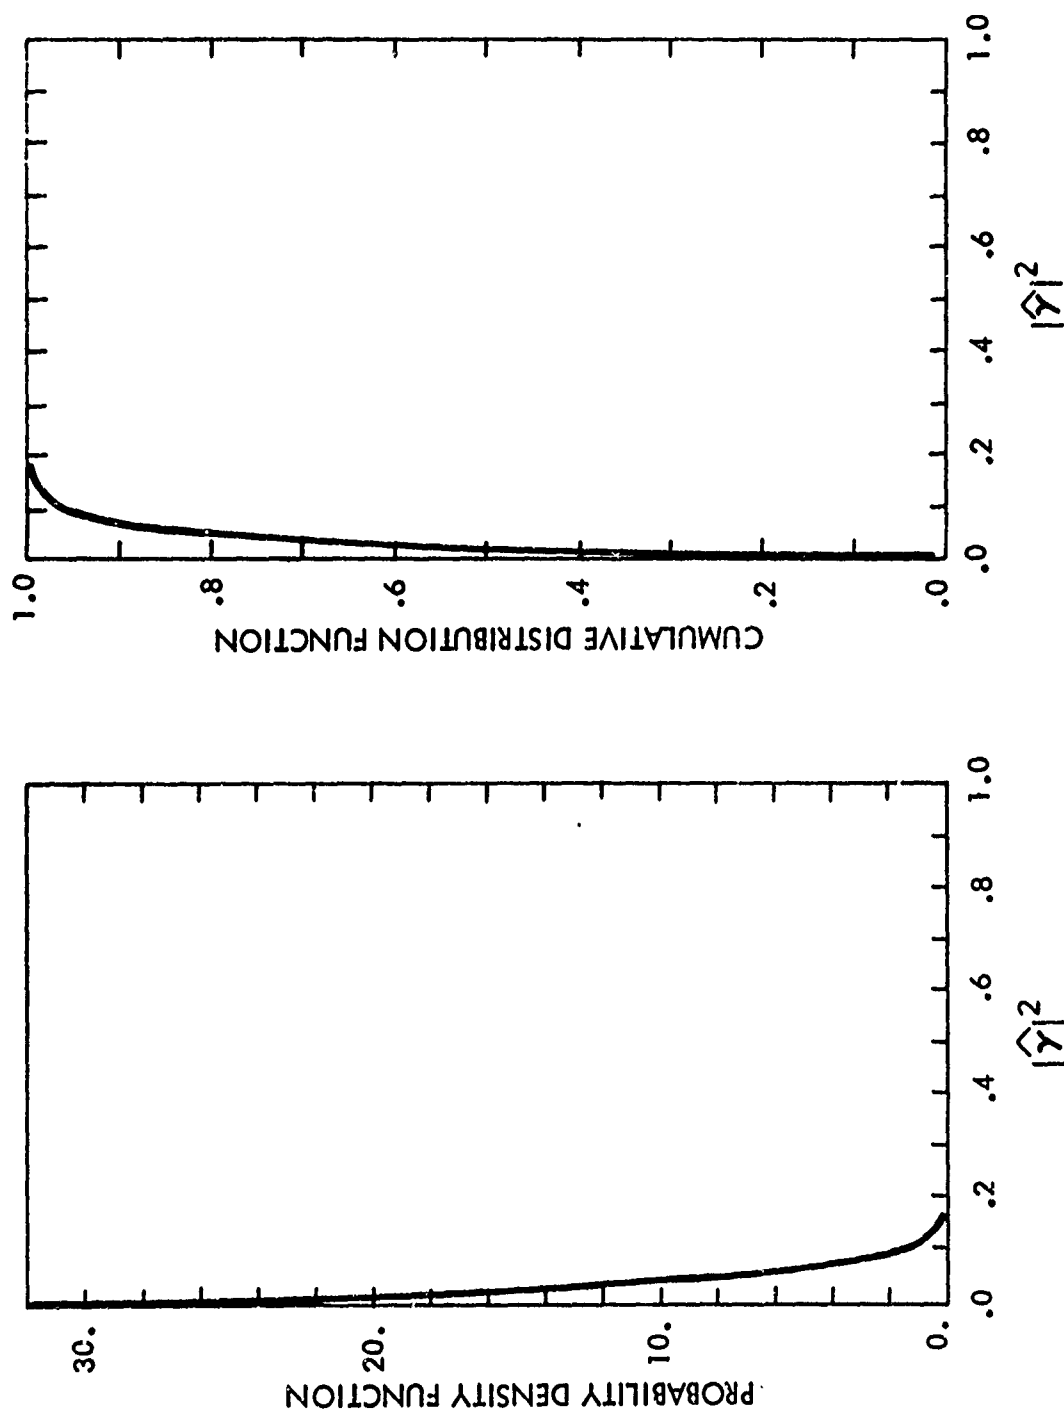 PROBABILITY DENSITY FUNCTION
30.
20.
10.
0.
.0 .2 .4 .6 .8 1.0
|γ̂|²
CUMULATIVE DISTRIBUTION FUNCTION
1.0
.8
.6
.4
.2
.0
.0 .2 .4 .6 .8 1.0
|γ̂|²